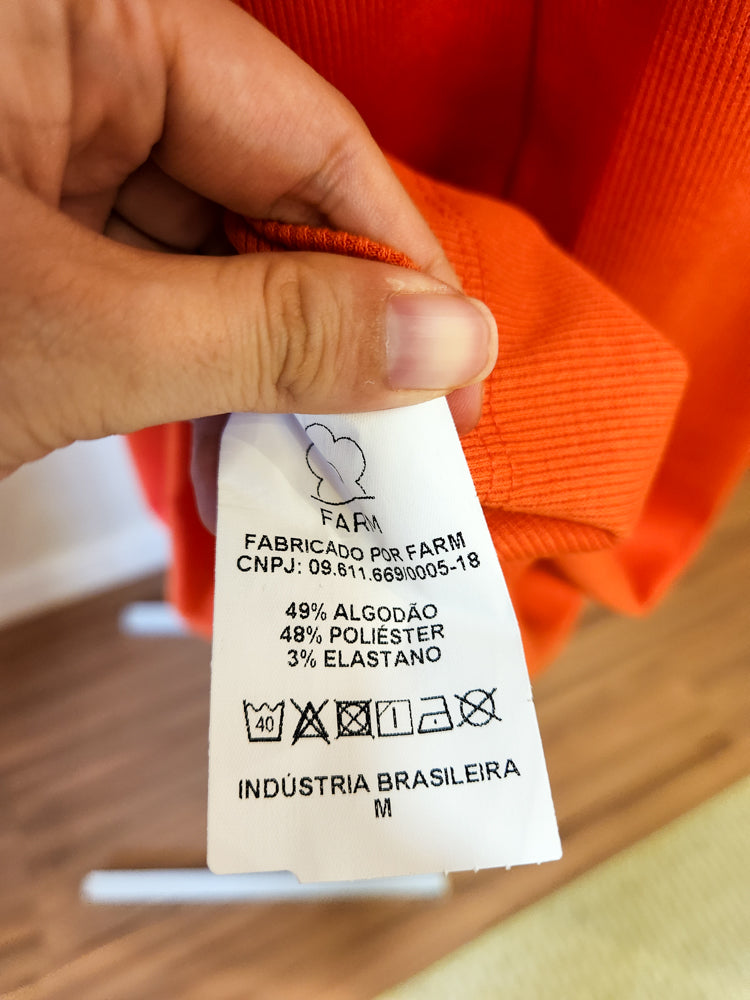 FARM
FABRICADO POR FARM
CNPJ: 09.611.669/0005-18
49% ALGODÃO
48% POLIÉSTER
3% ELASTANO
40
INDÚSTRIA BRASILEIRA
M